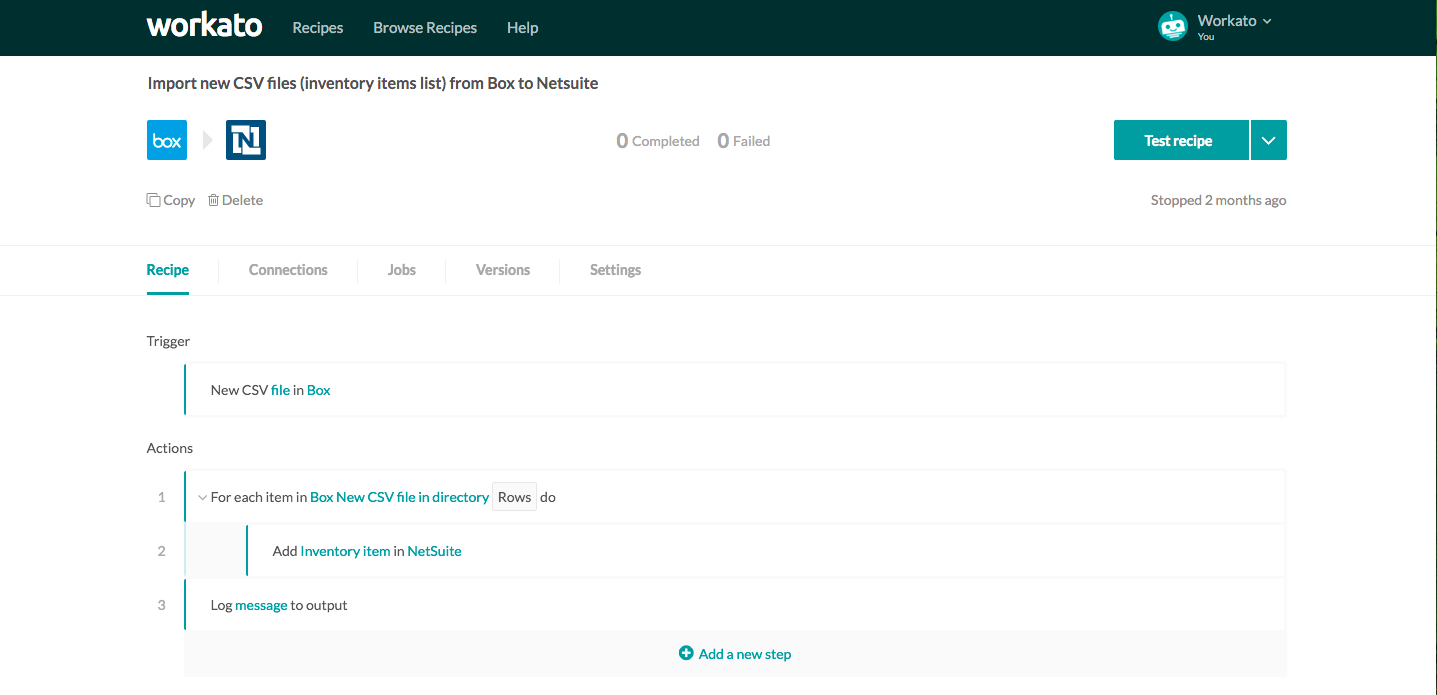 workato Recipes Browse Recipes Help Workato
You
Import new CSV files (inventory items list) from Box to Netsuite
box N 0 Completed 0 Failed Test recipe
Copy Delete Stopped 2 months ago
Recipe Connections Jobs Versions Settings
Trigger
New CSV file in Box
Actions
1 For each item in Box New CSV file in directory Rows do
2 Add Inventory item in NetSuite
3 Log message to output
Add a new step